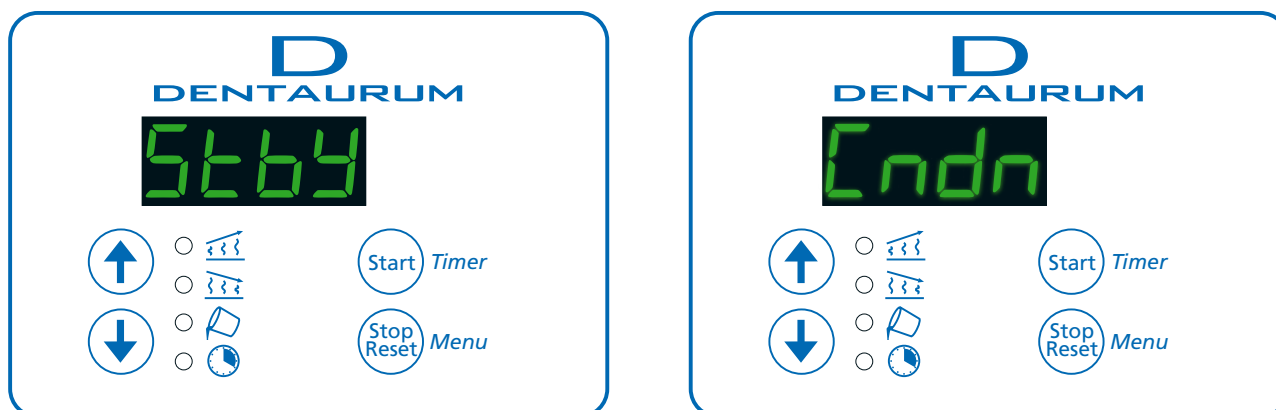 D
DENTAURUM
Stby
Start Timer
Stop
Reset Menu
D
DENTAURUM
Cndn
Start Timer
Stop
Reset Menu